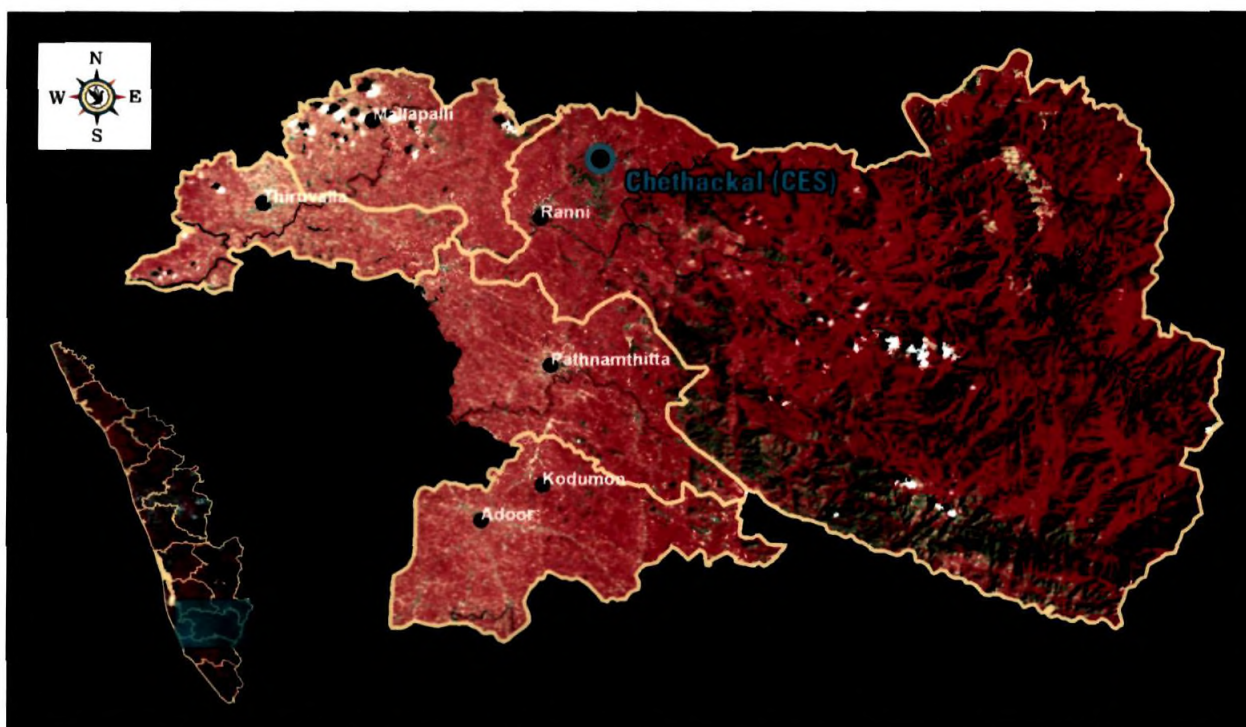 N
W E
S
Mallapalli
Chethackal (CES)
Thiruvalla
Ranni
Pathnamthitta
Kodumon
Adoor